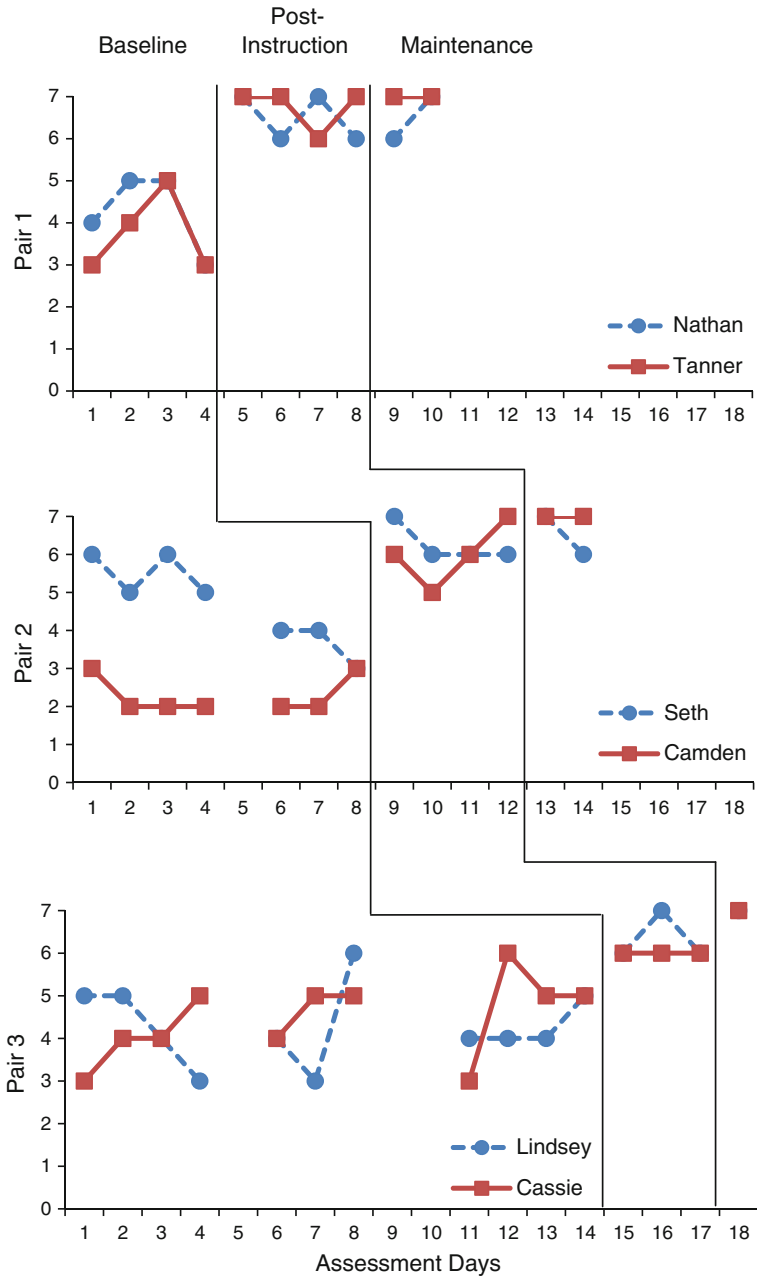 Post-
Baseline Instruction Maintenance
Pair 1
7
6
5
4
3
2
1
0
Nathan
Tanner
1 2 3 4 5 6 7 8 9 10 11 12 13 14 15 16 17 18
Pair 2
7
6
5
4
3
2
1
0
Seth
Camden
1 2 3 4 5 6 7 8 9 10 11 12 13 14 15 16 17 18
Pair 3
7
6
5
4
3
2
1
0
Lindsey
Cassie
1 2 3 4 5 6 7 8 9 10 11 12 13 14 15 16 17 18
Assessment Days